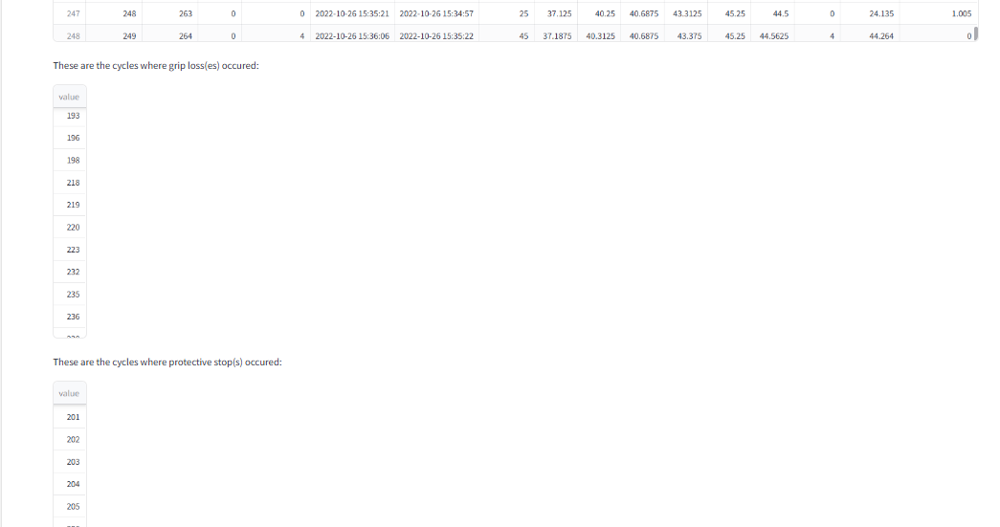 247 248 263 0 0 2022-10-26 15:35:21 2022-10-26 15:34:57 25 37.125 40.25 40.6875 43.3125 45.25 44.5 0 24.135 1.005
248 249 264 0 4 2022-10-26 15:36:06 2022-10-26 15:35:22 45 37.1875 40.3125 40.6875 43.375 45.25 44.5625 4 44.264 0
These are the cycles where grip loss(es) occured:
value
193
196
198
218
219
220
223
232
235
236
These are the cycles where protective stop(s) occured:
value
201
202
203
204
205